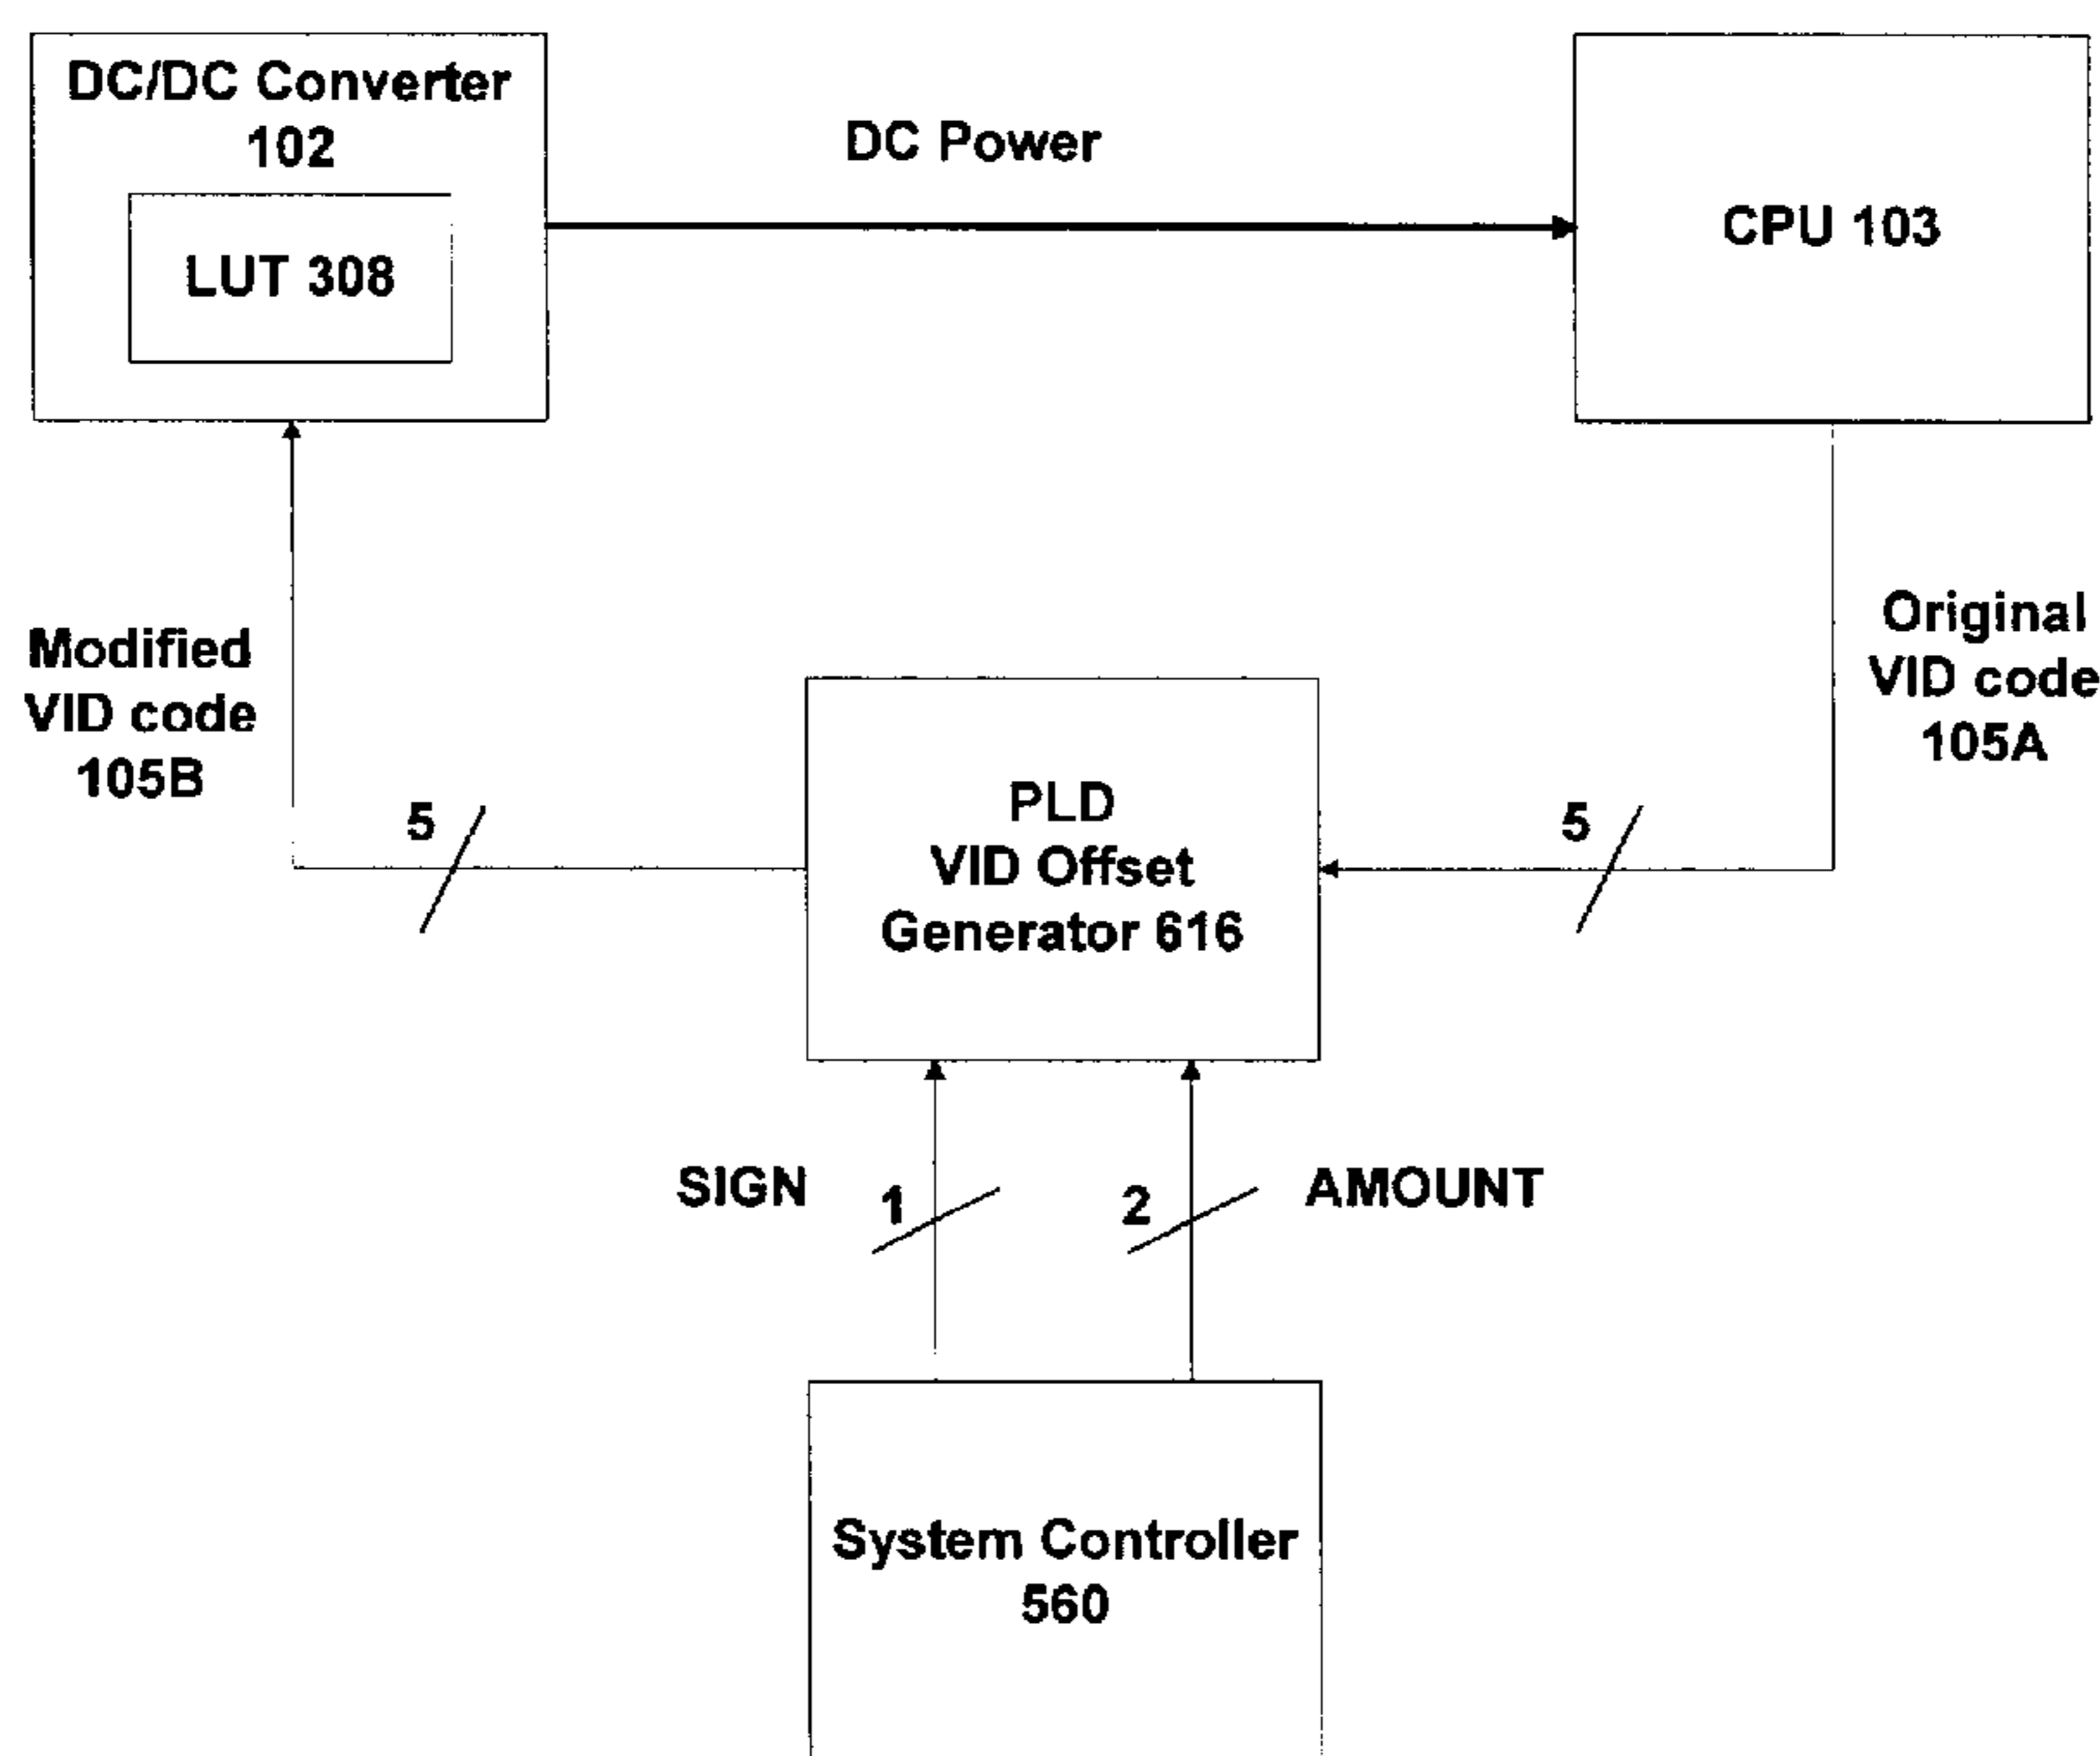 DC/DC Converter
102
LUT 308
DC Power
CPU 103
Modified
VID code
105B
Original
VID code
105A
5
PLD
VID Offset
Generator 616
5
SIGN
1
2
AMOUNT
System Controller
560